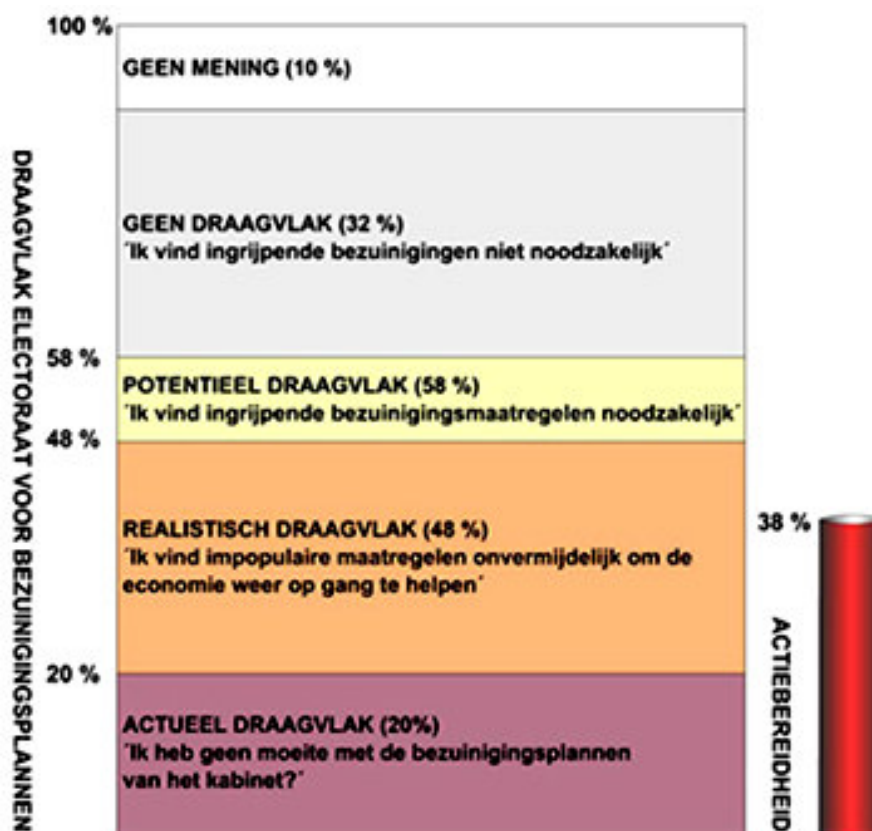 100 %
GEEN MENING (10 %)
GEEN DRAAGVLAK (32 %)
´Ik vind ingrijpende bezuinigingen niet noodzakelijk´
58 %
POTENTIEEL DRAAGVLAK (58 %)
´Ik vind ingrijpende bezuinigingsmaatregelen noodzakelijk´
48 %
REALISTISCH DRAAGVLAK (48 %)
´Ik vind impopulaire maatregelen onvermijdelijk om de
economie weer op gang te helpen´
20 %
ACTUEEL DRAAGVLAK (20%)
´Ik heb geen moeite met de bezuinigingsplannen
van het kabinet?´
DRAAGVLAK ELECTORAAT VOOR BEZUINIGINGSPLANNEN
38 %
ACTIEBEREIDHEID